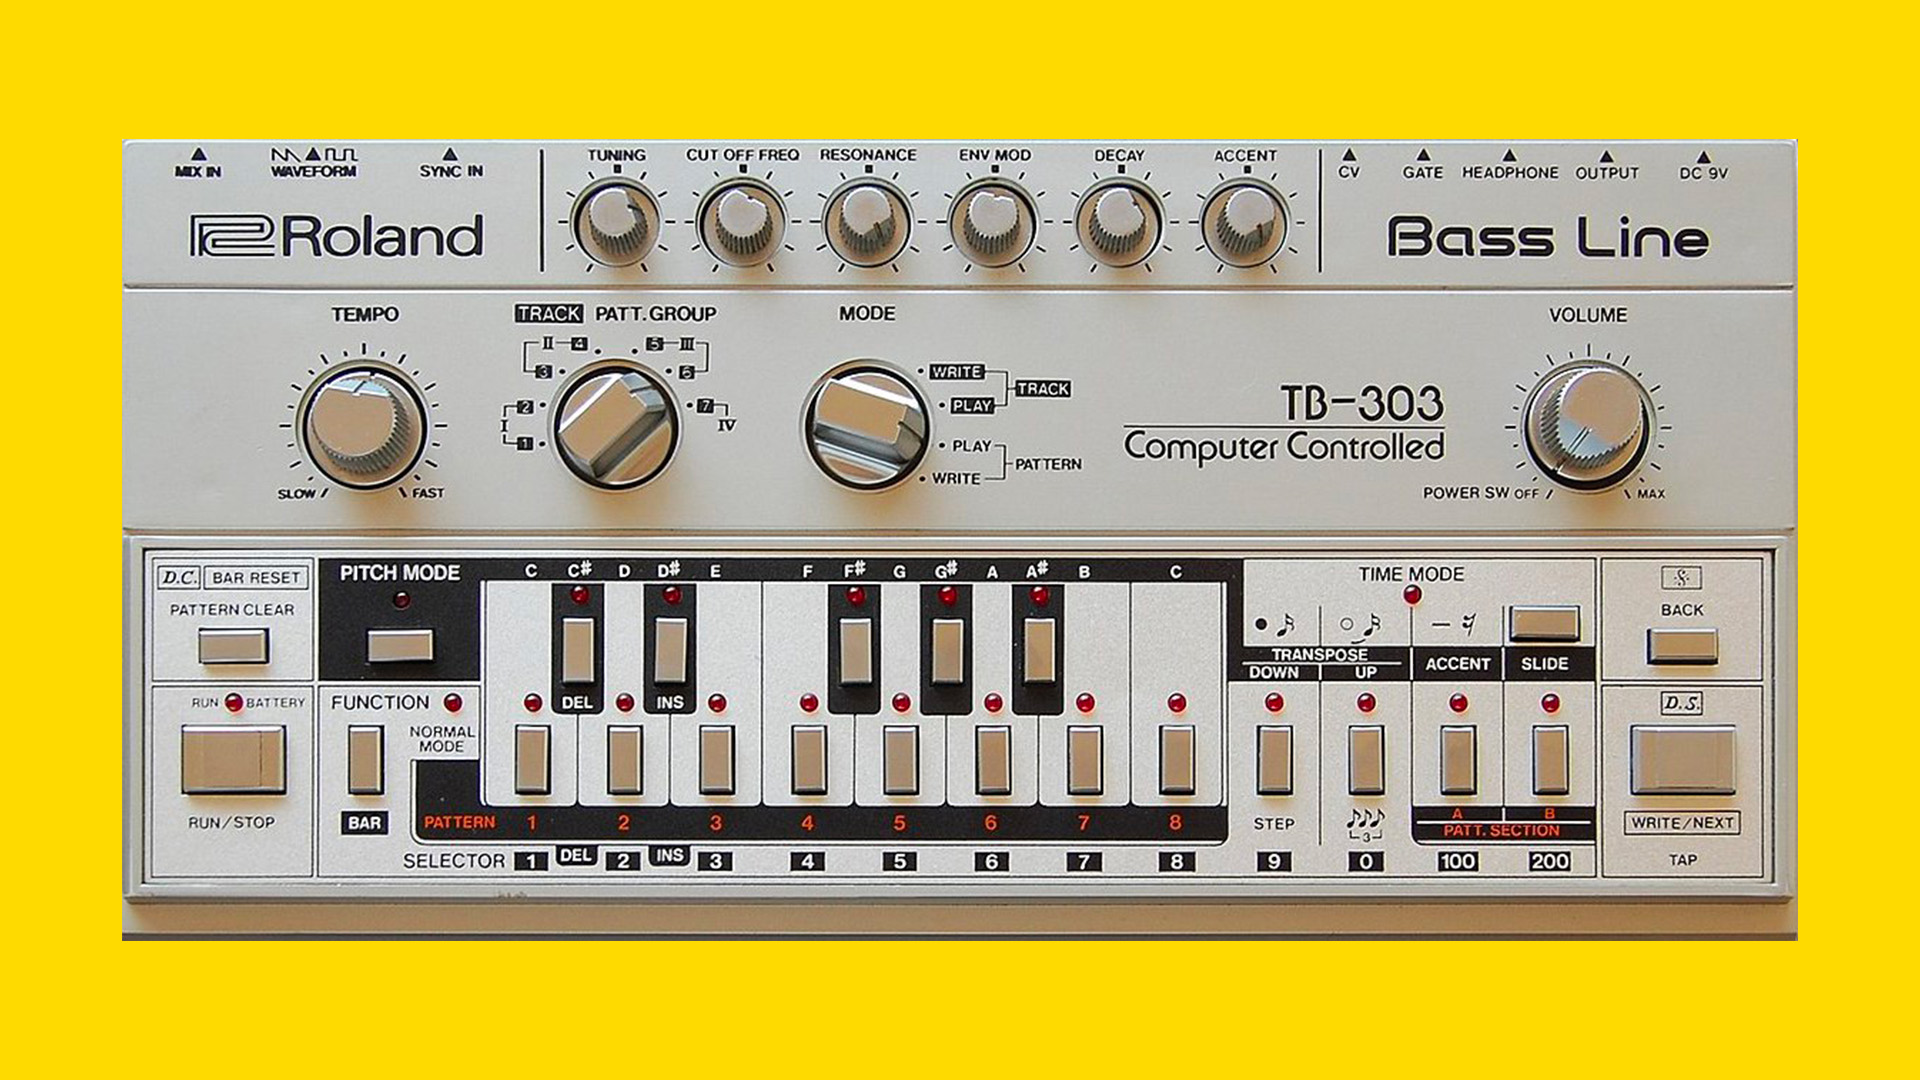 TUNING CUT OFF FREQ RESONANCE ENV MOD DECAY ACCENT
MIX IN WAVEFORM SYNC IN
CV GATE HEADPHONE OUTPUT DC 9V
Roland
Bass Line
TEMPO
TRACK PATT. GROUP
MODE
VOLUME
II 4 5 III
3 6
2 7
I IV
1
WRITE
TRACK
PLAY
PLAY
PATTERN
WRITE
TB-303
Computer Controlled
SLOW FAST
POWER SW OFF MAX
D.C. BAR RESET
PATTERN CLEAR
PITCH MODE
C C# D D# E F F# G G# A A# B C
TIME MODE
BACK
TRANSPOSE
DOWN UP ACCENT SLIDE
RUN BATTERY
FUNCTION
DEL INS
D.S.
NORMAL
MODE
RUN/STOP
BAR
PATTERN 1 2 3 4 5 6 7 8
STEP
3
A B
PATT. SECTION
WRITE/NEXT
SELECTOR 1 DEL 2 INS 3 4 5 6 7 8 9 0 100 200
TAP